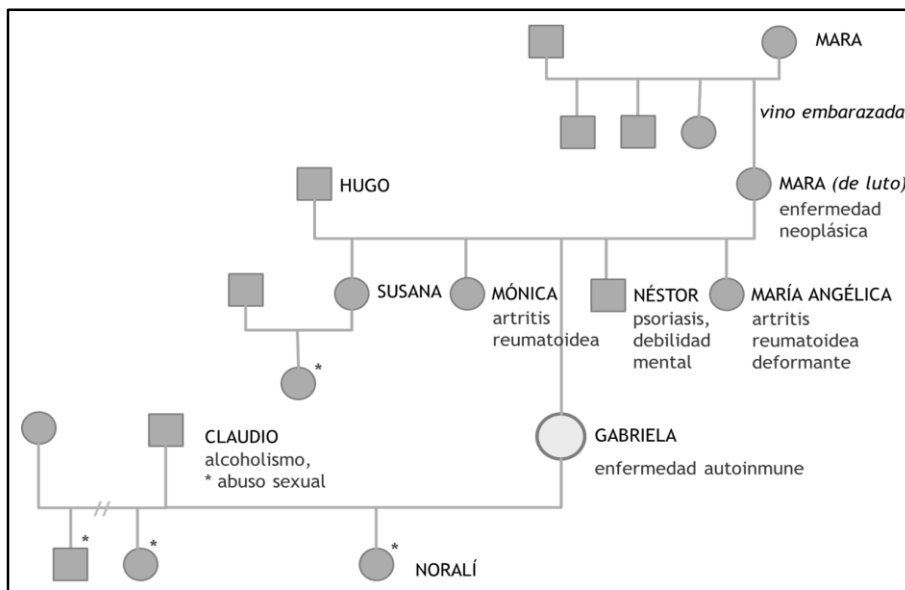 MARA
vino embarazada
HUGO
MARA (de luto)
enfermedad
neoplásica
SUSANA
MÓNICA
artritis
reumatoidea
NÉSTOR
psoriasis,
debilidad
mental
MARÍA ANGÉLICA
artritis
reumatoidea
deformante
*
CLAUDIO
alcoholismo,
* abuso sexual
GABRIELA
enfermedad autoinmune
*
*
*
NORALÍ